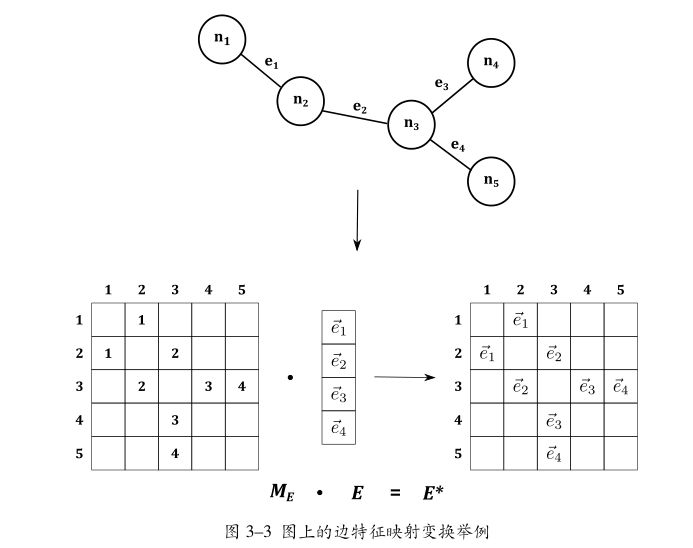 n₁
e₁
n₂
e₂
n₃
e₃
n₄
e₄
n₅
1 2 3 4 5
1 1
2 1 2
3 2 3 4
4 3
5 4
•
e⃗₁
e⃗₂
e⃗₃
e⃗₄
1 2 3 4 5
1 e⃗₁
2 e⃗₁ e⃗₂
3 e⃗₂ e⃗₃ e⃗₄
4 e⃗₃
5 e⃗₄
M_E • E = E*
图 3–3 图上的边特征映射变换举例